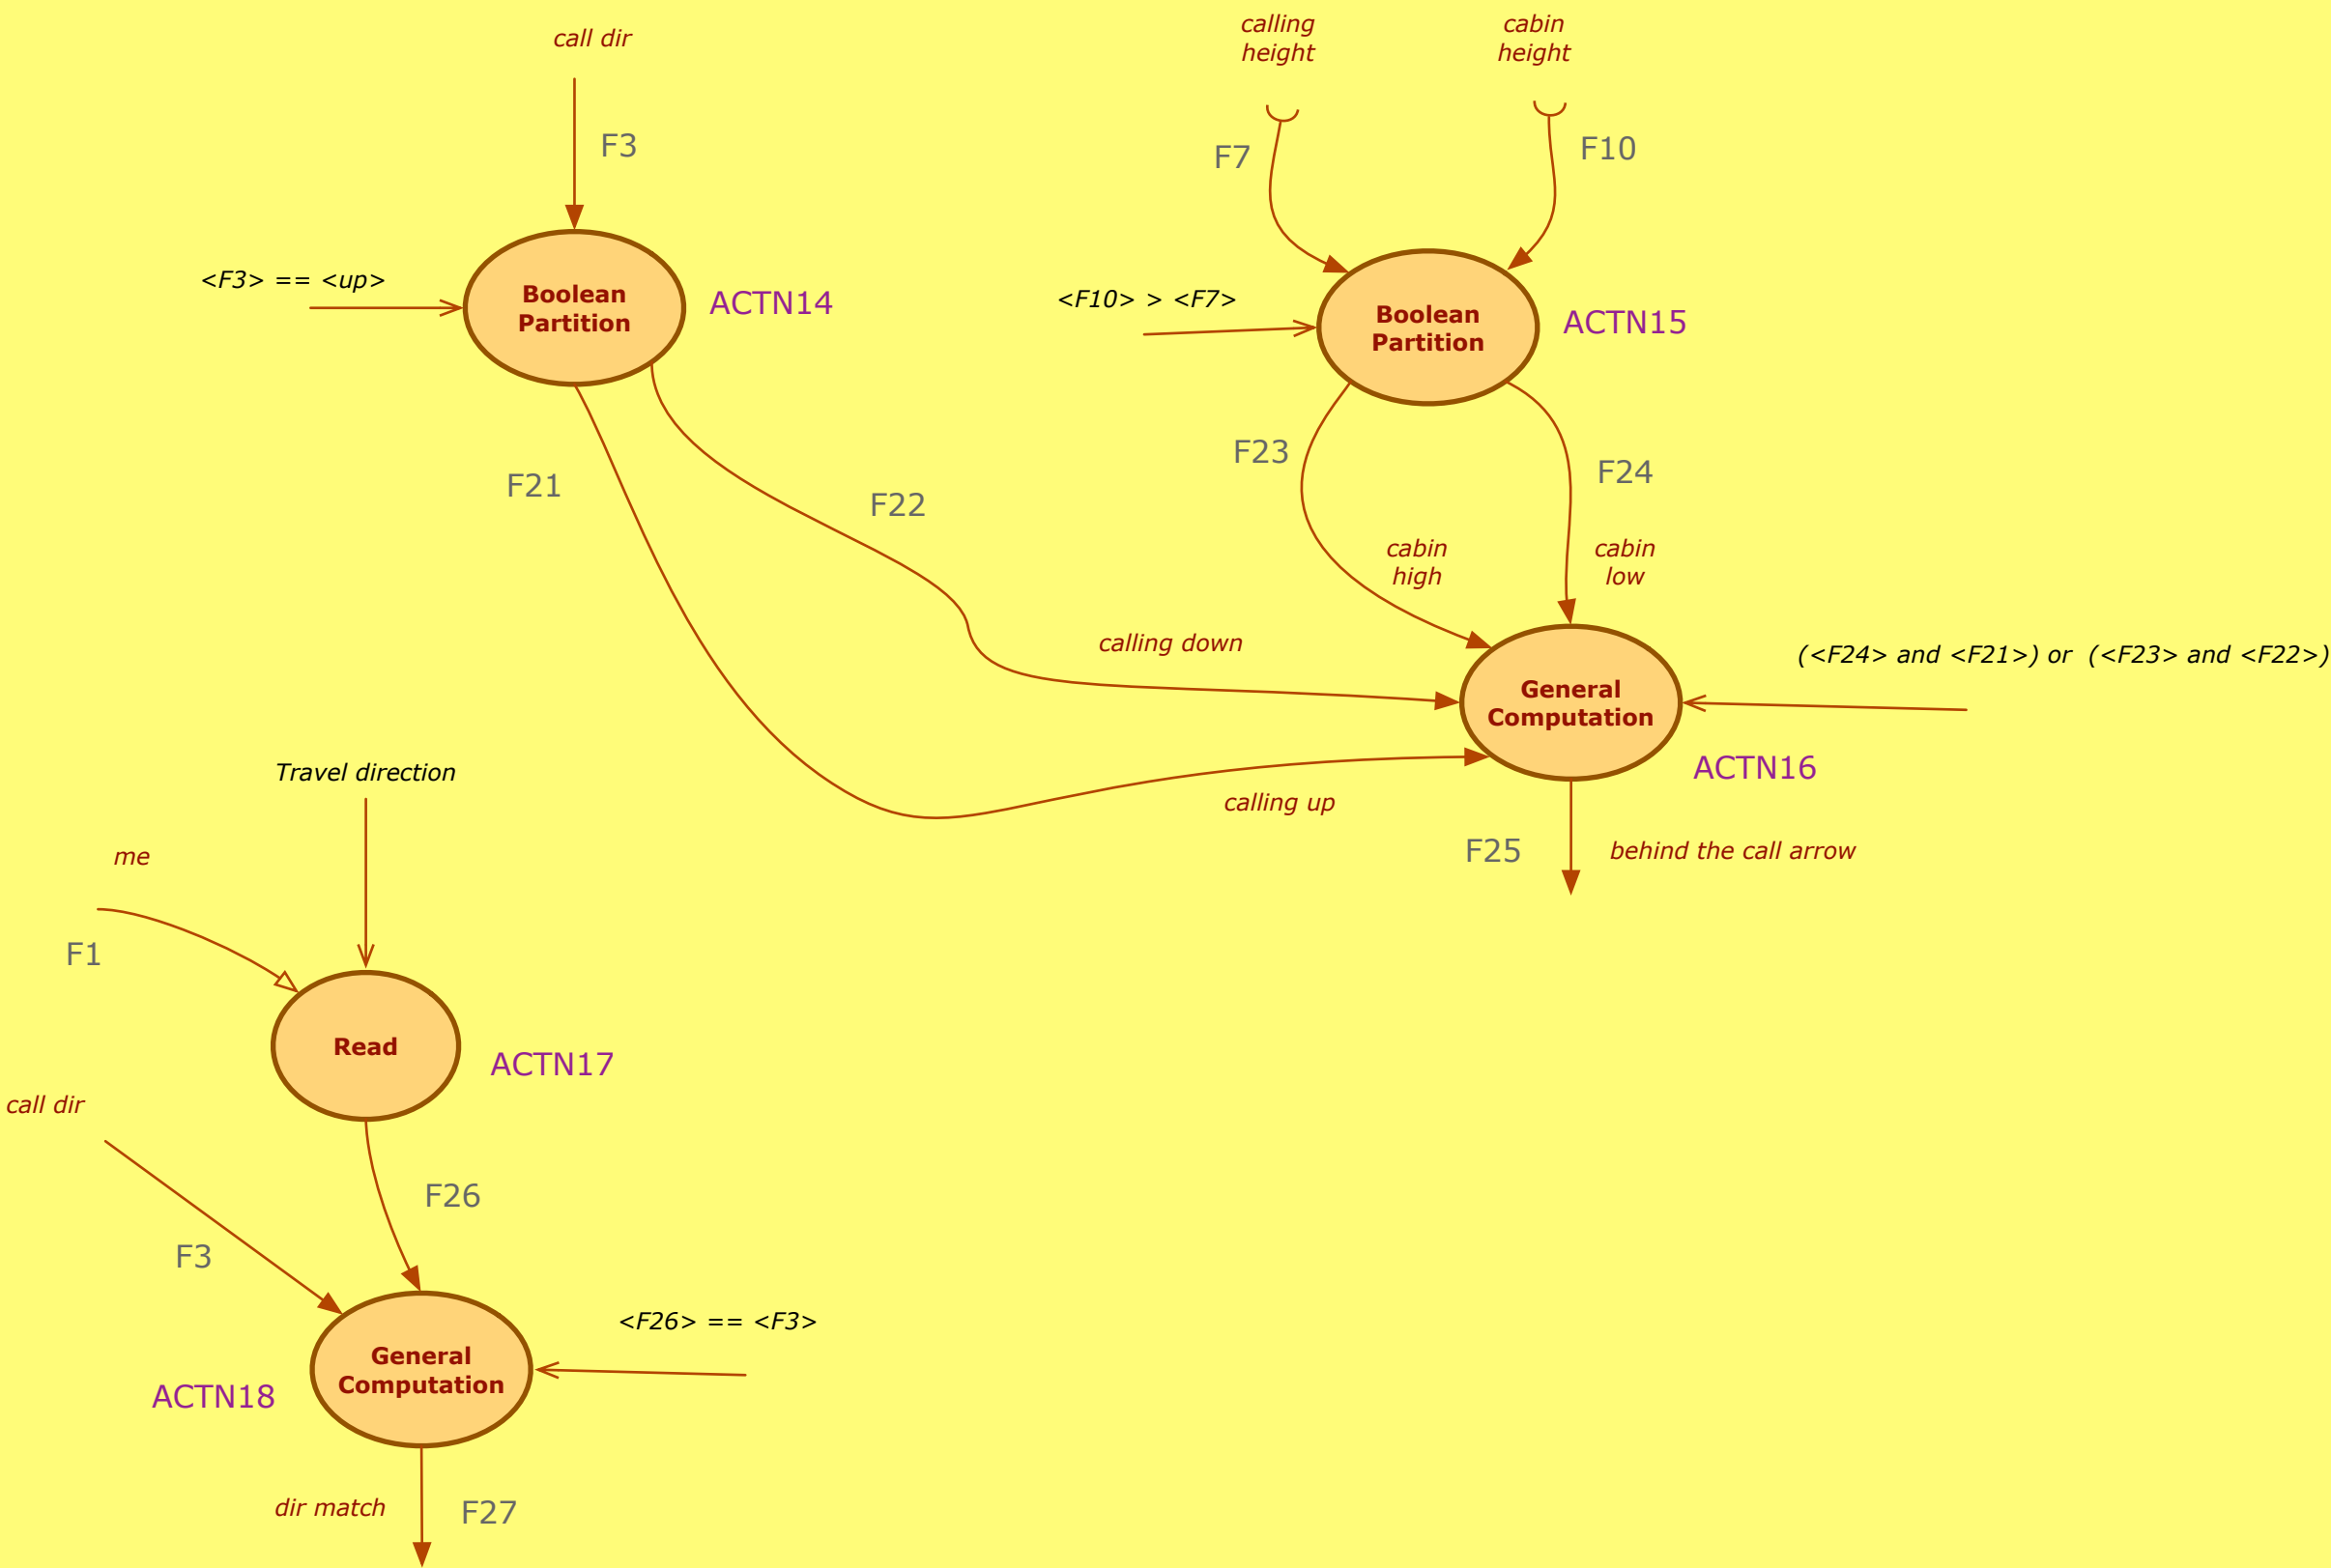 call dir
F3
<F3> == <up>
Boolean
Partition
ACTN14
calling
height
cabin
height
F7
F10
<F10> > <F7>
Boolean
Partition
ACTN15
F21
F22
F23
F24
cabin
high
cabin
low
calling down
calling up
(<F24> and <F21>) or  (<F23> and <F22>)
General
Computation
ACTN16
F25
behind the call arrow
Travel direction
me
F1
Read
ACTN17
call dir
F26
F3
<F26> == <F3>
General
Computation
ACTN18
dir match
F27